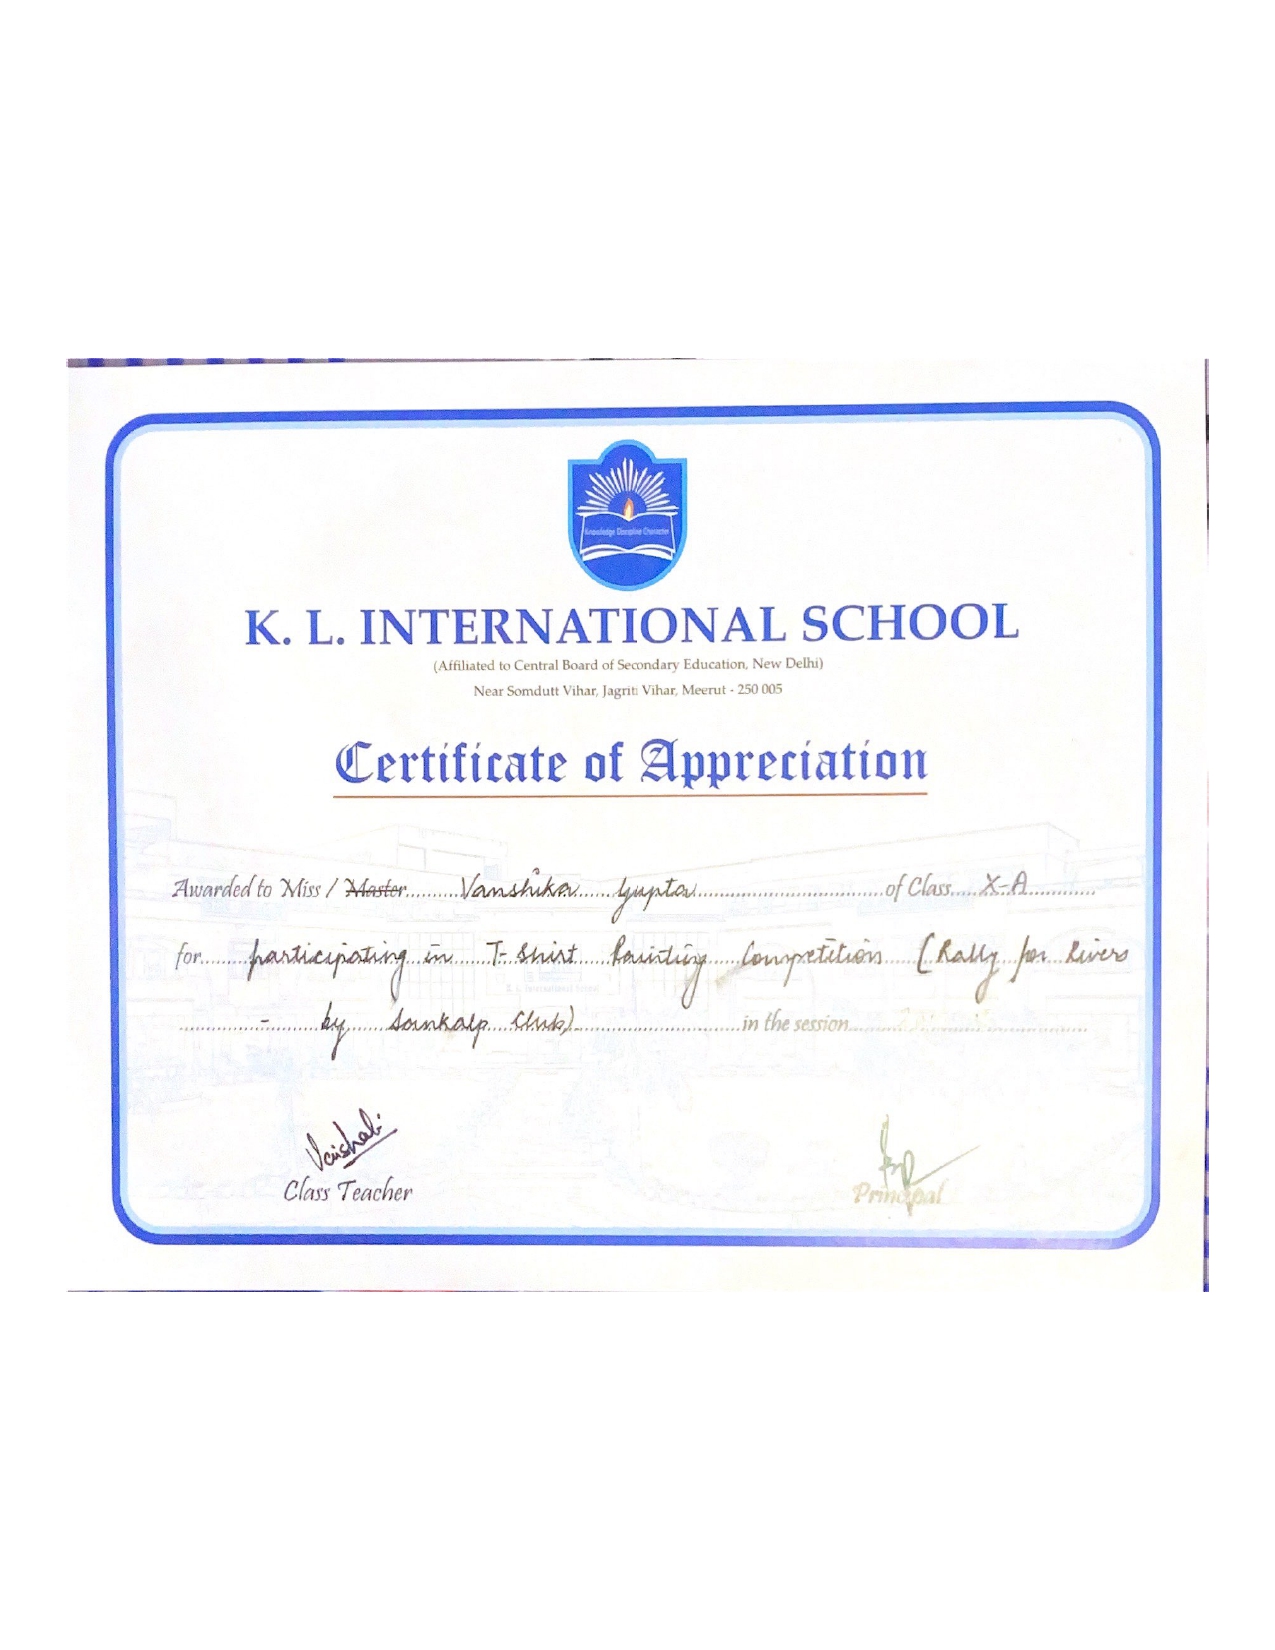 Knowledge Discipline Character
K. L. INTERNATIONAL SCHOOL
(Affiliated to Central Board of Secondary Education, New Delhi)
Near Somdutt Vihar, Jagriti Vihar, Meerut - 250 005
Certificate of Appreciation
Awarded to Miss / Master Vanshika Gupta of Class X-A
for participating in T-Shirt Painting Competition (Rally for Rivers
- by Sankalp Club) in the session
K. L. International School
Vaishali
Class Teacher Principal